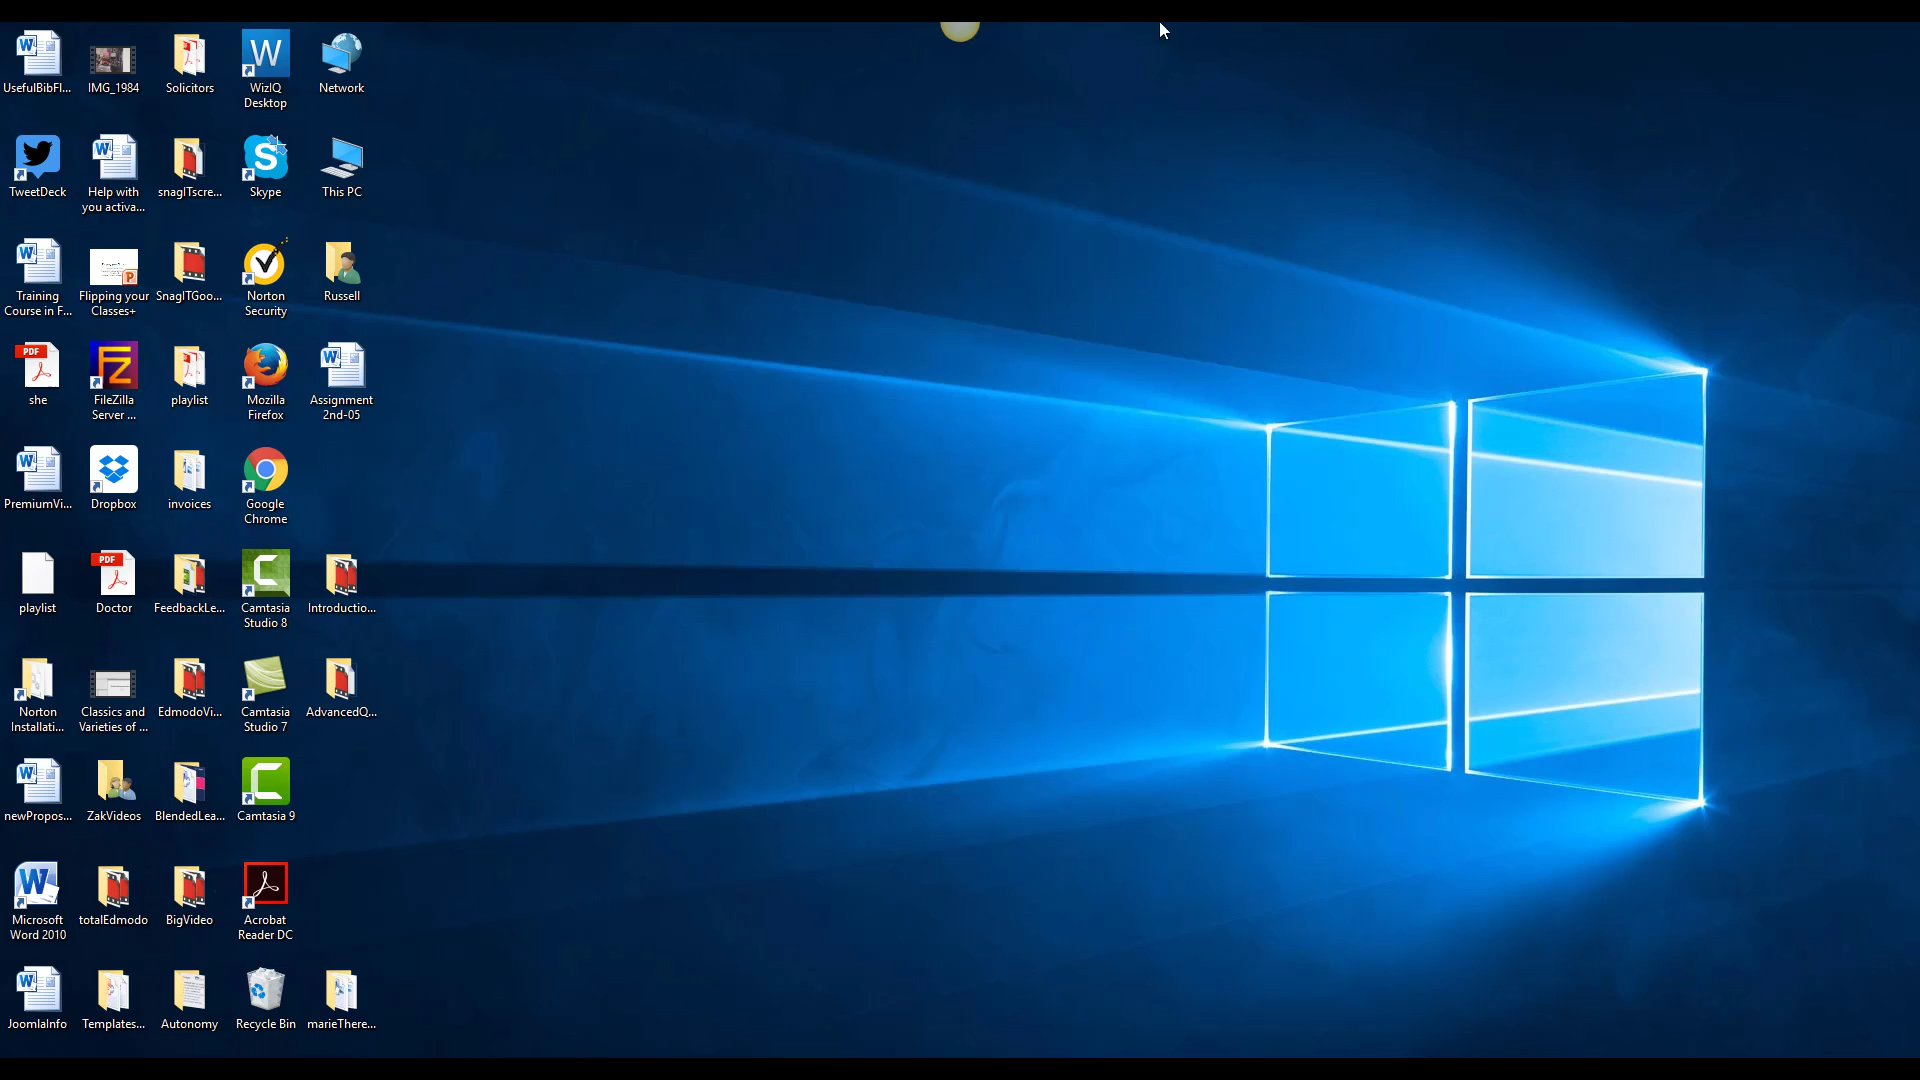 UsefulBibFl...
IMG_1984
Solicitors
WizIQ
Desktop
Network
TweetDeck
Help with
you activa...
snagITscre...
Skype
This PC
Training
Course in F...
Flipping your
Classes+
SnagITGoo...
Norton
Security
Russell
PDF
she
FileZilla
Server ...
playlist
Mozilla
Firefox
Assignment
2nd-05
PremiumVi...
Dropbox
invoices
Google
Chrome
playlist
PDF
Doctor
FeedbackLe...
Camtasia
Studio 8
Introductio...
Norton
Installati...
Classics and
Varieties of ...
EdmodoVi...
Camtasia
Studio 7
AdvancedQ...
newPropos...
ZakVideos
BlendedLea...
Camtasia 9
Microsoft
Word 2010
totalEdmodo
BigVideo
Acrobat
Reader DC
JoomlaInfo
Templates...
Autonomy
Recycle Bin
marieThere...